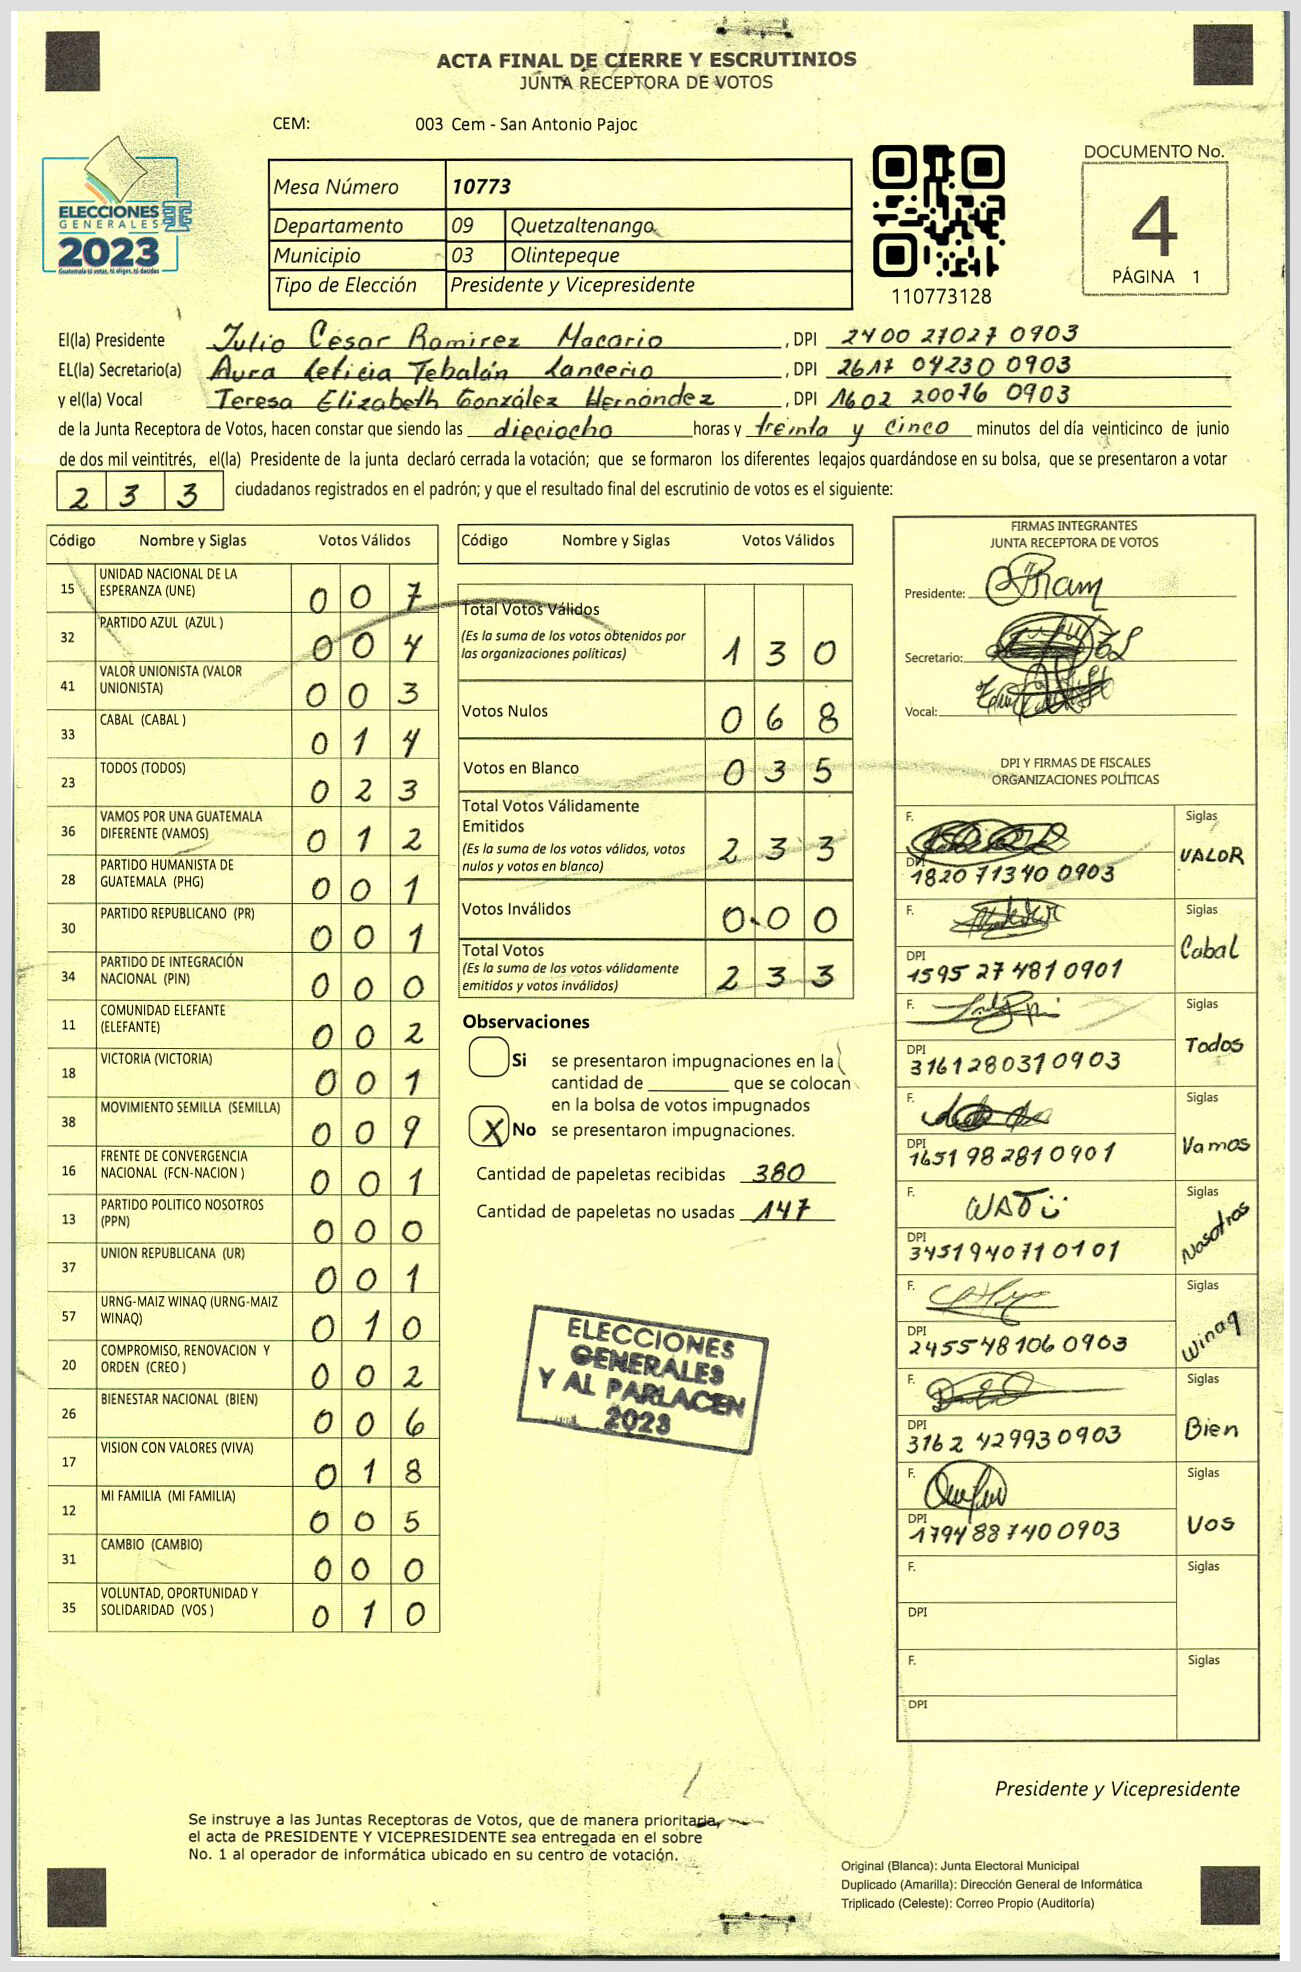 ACTA FINAL DE CIERRE Y ESCRUTINIOS
JUNTA RECEPTORA DE VOTOS
CEM: 003 Cem - San Antonio Pajoc
ELECCIONES
GENERALES
2023
Guatemala tú votas, tú eliges, tú decides
Mesa Número 10773
Departamento 09 Quetzaltenango
Municipio 03 Olintepeque
Tipo de Elección Presidente y Vicepresidente
110773128
DOCUMENTO No.
4
PÁGINA 1
El(la) Presidente Julio César Ramirez Macario , DPI 2400 27027 0903
EL(la) Secretario(a) Aura Leticia Tebalán Lancerio , DPI 2617 04230 0903
y el(la) Vocal Teresa Elizabeth González Hernández , DPI 1602 20076 0903
de la Junta Receptora de Votos, hacen constar que siendo las dieciocho horas y treinta y cinco minutos del día veinticinco de junio
de dos mil veintitrés, el(la) Presidente de la junta declaró cerrada la votación; que se formaron los diferentes legajos guardándose en su bolsa, que se presentaron a votar
2 3 3 ciudadanos registrados en el padrón; y que el resultado final del escrutinio de votos es el siguiente:
Código Nombre y Siglas Votos Válidos
15 UNIDAD NACIONAL DE LA
ESPERANZA (UNE) 0 0 7
32 PARTIDO AZUL (AZUL ) 0 0 4
41 VALOR UNIONISTA (VALOR
UNIONISTA) 0 0 3
33 CABAL (CABAL ) 0 1 4
23 TODOS (TODOS) 0 2 3
36 VAMOS POR UNA GUATEMALA
DIFERENTE (VAMOS) 0 1 2
28 PARTIDO HUMANISTA DE
GUATEMALA (PHG) 0 0 1
30 PARTIDO REPUBLICANO (PR) 0 0 1
34 PARTIDO DE INTEGRACIÓN
NACIONAL (PIN) 0 0 0
11 COMUNIDAD ELEFANTE
(ELEFANTE) 0 0 2
18 VICTORIA (VICTORIA) 0 0 1
38 MOVIMIENTO SEMILLA (SEMILLA) 0 0 9
16 FRENTE DE CONVERGENCIA
NACIONAL (FCN-NACION ) 0 0 1
13 PARTIDO POLITICO NOSOTROS
(PPN) 0 0 0
37 UNION REPUBLICANA (UR) 0 0 1
57 URNG-MAIZ WINAQ (URNG-MAIZ
WINAQ) 0 1 0
20 COMPROMISO, RENOVACION Y
ORDEN (CREO ) 0 0 2
26 BIENESTAR NACIONAL (BIEN) 0 0 6
17 VISION CON VALORES (VIVA) 0 1 8
12 MI FAMILIA (MI FAMILIA) 0 0 5
31 CAMBIO (CAMBIO) 0 0 0
35 VOLUNTAD, OPORTUNIDAD Y
SOLIDARIDAD (VOS ) 0 1 0
Código Nombre y Siglas Votos Válidos
Total Votos Válidos
(Es la suma de los votos obtenidos por
las organizaciones políticas) 1 3 0
Votos Nulos 0 6 8
Votos en Blanco 0 3 5
Total Votos Válidamente
Emitidos
(Es la suma de los votos válidos, votos
nulos y votos en blanco) 2 3 3
Votos Inválidos 0 0 0
Total Votos
(Es la suma de los votos válidamente
emitidos y votos inválidos) 2 3 3
Observaciones
Si se presentaron impugnaciones en la
cantidad de ________ que se colocan
en la bolsa de votos impugnados
X No se presentaron impugnaciones.
Cantidad de papeletas recibidas 380
Cantidad de papeletas no usadas 147
ELECCIONES
GENERALES
Y AL PARLACEN
2023
FIRMAS INTEGRANTES
JUNTA RECEPTORA DE VOTOS
Presidente:
Secretario:
Vocal:
DPI Y FIRMAS DE FISCALES
ORGANIZACIONES POLÍTICAS
F. Siglas
DPI 1820 71340 0903 VALOR
F. Siglas
DPI 1595 27481 0901 Cabal
F. Siglas
DPI 3161 28031 0903 Todos
F. Siglas
DPI 1651 98281 0901 Vamos
F. Siglas
DPI 3451 94071 0101 Nosotros
F. Siglas
DPI 2455 48106 0903 Winaq
F. Siglas
DPI 3162 42993 0903 Bien
F. Siglas
DPI 1794 88740 0903 Vos
F. Siglas
DPI
F. Siglas
DPI
Presidente y Vicepresidente
Se instruye a las Juntas Receptoras de Votos, que de manera prioritaria,
el acta de PRESIDENTE Y VICEPRESIDENTE sea entregada en el sobre
No. 1 al operador de informática ubicado en su centro de votación.
Original (Blanca): Junta Electoral Municipal
Duplicado (Amarilla): Dirección General de Informática
Triplicado (Celeste): Correo Propio (Auditoría)